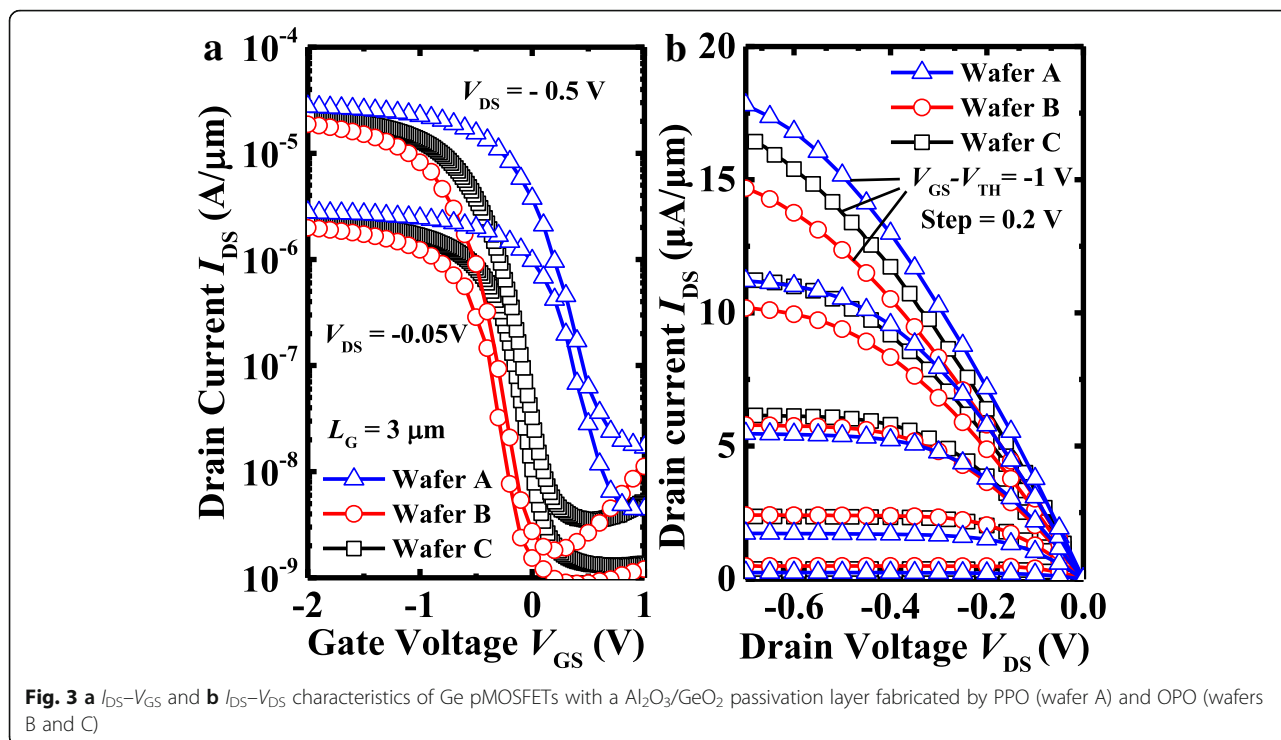 a
10⁻⁴
10⁻⁵
10⁻⁶
10⁻⁷
10⁻⁸
10⁻⁹
Drain Current I_DS (A/μm)
V_DS = - 0.5 V
V_DS = -0.05V
L_G = 3 μm
Wafer A
Wafer B
Wafer C
-2 -1 0 1
Gate Voltage V_GS (V)
b
20
15
10
5
0
Drain current I_DS (μA/μm)
Wafer A
Wafer B
Wafer C
V_GS-V_TH= -1 V
Step = 0.2 V
-0.6 -0.4 -0.2 0.0
Drain Voltage V_DS (V)
Fig. 3 a I_DS–V_GS and b I_DS–V_DS characteristics of Ge pMOSFETs with a Al₂O₃/GeO₂ passivation layer fabricated by PPO (wafer A) and OPO (wafers
B and C)